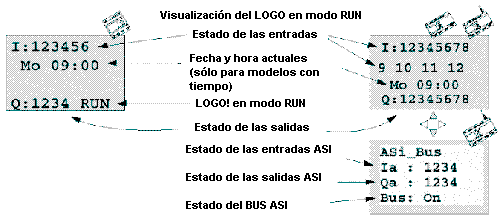 Visualización del LOGO en modo RUN
I:123456
Mo 09:00
Q:1234 RUN
Estado de las entradas
Fecha y hora actuales
(sólo para modelos con
tiempo)
LOGO! en modo RUN
Estado de las salidas
I:12345678
9 10 11 12
Mo 09:00
Q:12345678
Estado de las entradas ASI
Estado de las salidas ASI
Estado del BUS ASI
ASi_Bus
Ia : 1234
Qa : 1234
Bus: On